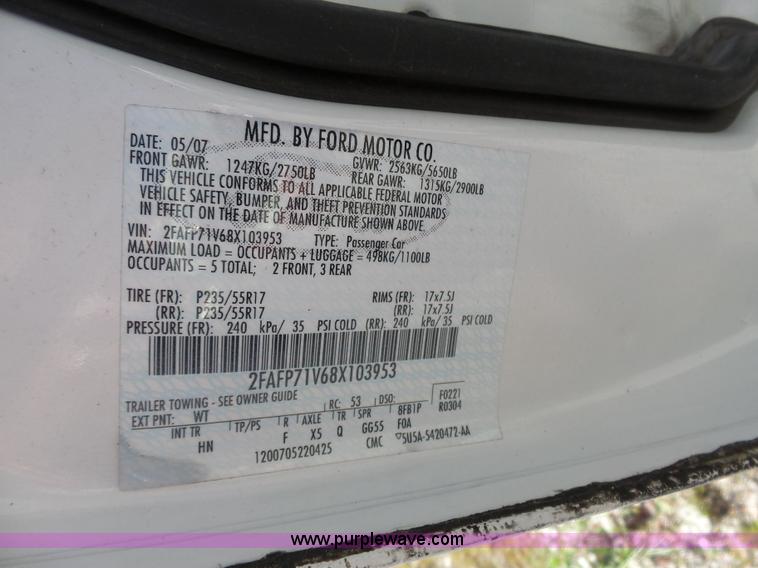 MFD. BY FORD MOTOR CO.
DATE: 05/07 GVWR: 2563KG/5650LB
FRONT GAWR: 1247KG/2750LB REAR GAWR: 1315KG/2900LB
THIS VEHICLE CONFORMS TO ALL APPLICABLE FEDERAL MOTOR
VEHICLE SAFETY, BUMPER, AND THEFT PREVENTION STANDARDS
IN EFFECT ON THE DATE OF MANUFACTURE SHOWN ABOVE.
VIN: 2FAFP71V68X103953 TYPE: Passenger Car
MAXIMUM LOAD = OCCUPANTS + LUGGAGE = 498KG/1100LB
OCCUPANTS = 5 TOTAL; 2 FRONT, 3 REAR
TIRE (FR): P235/55R17 RIMS (FR): 17x7.5J
(RR): P235/55R17 (RR): 17x7.5J
PRESSURE (FR): 240 kPa/ 35 PSI COLD (RR): 240 kPa/ 35 PSI COLD
2FAFP71V68X103953
TRAILER TOWING - SEE OWNER GUIDE RC: 53 DSO: F0221
EXT PNT: WT 8FB1P R0304
INT TR TP/PS R AXLE TR SPR F0A
HN F X5 Q GG55 5U5A-5420472-AA
1200705220425 CMC
www.purplewave.com